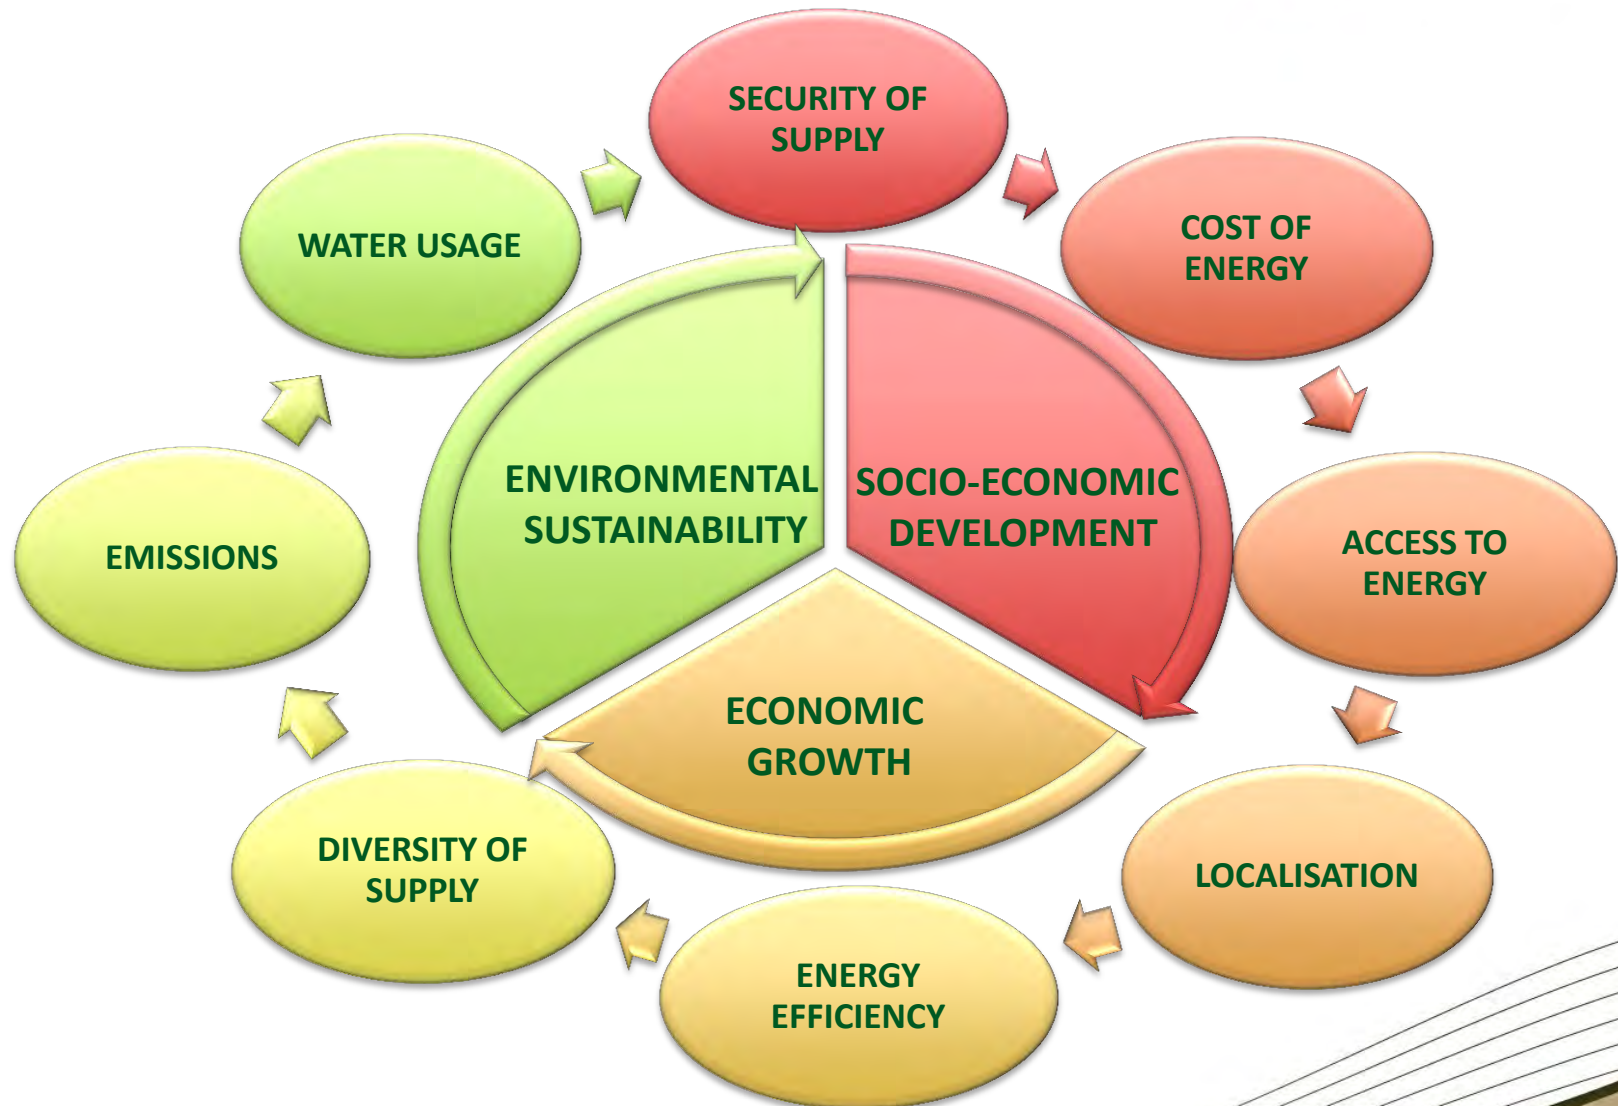 SECURITY OF
SUPPLY
COST OF
ENERGY
ACCESS TO
ENERGY
LOCALISATION
ENERGY
EFFICIENCY
DIVERSITY OF
SUPPLY
EMISSIONS
WATER USAGE
ENVIRONMENTAL
SUSTAINABILITY
SOCIO-ECONOMIC
DEVELOPMENT
ECONOMIC
GROWTH